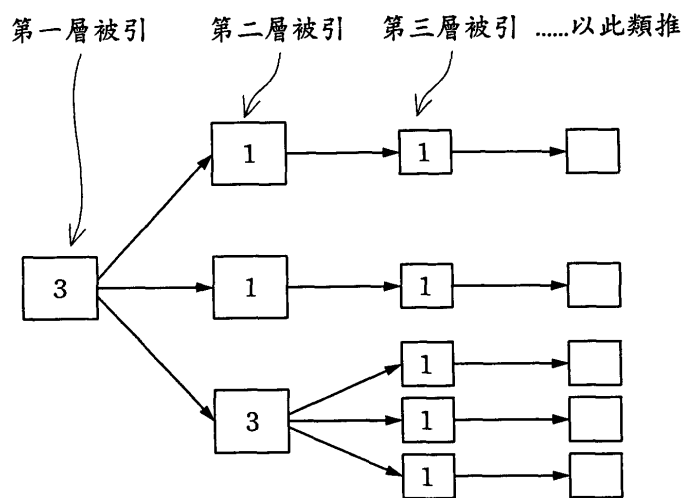 第一層被引 第二層被引 第三層被引 ......以此類推
1 1
3 1 1
1
3 1
1